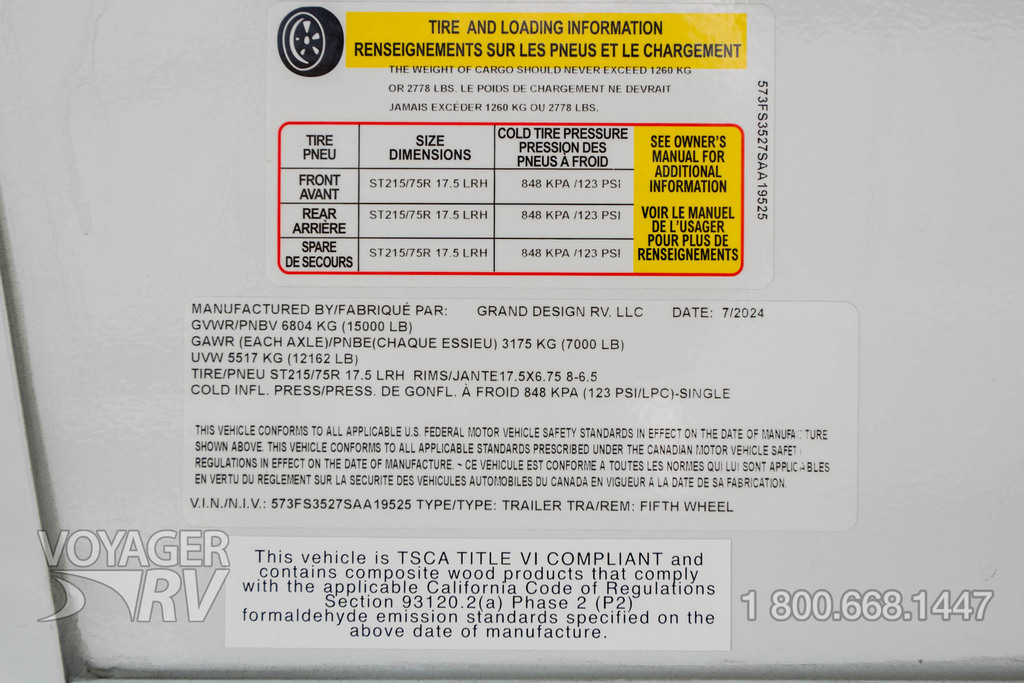 TIRE AND LOADING INFORMATION
RENSEIGNEMENTS SUR LES PNEUS ET LE CHARGEMENT
THE WEIGHT OF CARGO SHOULD NEVER EXCEED 1260 KG
OR 2778 LBS. LE POIDS DE CHARGEMENT NE DEVRAIT
JAMAIS EXCÉDER 1260 KG OU 2778 LBS.
573FS3527SAA19525
TIRE
PNEU
SIZE
DIMENSIONS
COLD TIRE PRESSURE
PRESSION DES
PNEUS À FROID
FRONT
AVANT
ST215/75R 17.5 LRH
848 KPA /123 PSI
REAR
ARRIÈRE
ST215/75R 17.5 LRH
848 KPA /123 PSI
SPARE
DE SECOURS
ST215/75R 17.5 LRH
848 KPA /123 PSI
SEE OWNER'S
MANUAL FOR
ADDITIONAL
INFORMATION
VOIR LE MANUEL
DE L'USAGER
POUR PLUS DE
RENSEIGNEMENTS
MANUFACTURED BY/FABRIQUÉ PAR: GRAND DESIGN RV. LLC DATE: 7/2024
GVWR/PNBV 6804 KG (15000 LB)
GAWR (EACH AXLE)/PNBE(CHAQUE ESSIEU) 3175 KG (7000 LB)
UVW 5517 KG (12162 LB)
TIRE/PNEU ST215/75R 17.5 LRH RIMS/JANTE17.5X6.75 8-6.5
COLD INFL. PRESS/PRESS. DE GONFL. À FROID 848 KPA (123 PSI/LPC)-SINGLE
THIS VEHICLE CONFORMS TO ALL APPLICABLE U.S. FEDERAL MOTOR VEHICLE SAFETY STANDARDS IN EFFECT ON THE DATE OF MANUFACTURE
SHOWN ABOVE. THIS VEHICLE CONFORMS TO ALL APPLICABLE STANDARDS PRESCRIBED UNDER THE CANADIAN MOTOR VEHICLE SAFETY
REGULATIONS IN EFFECT ON THE DATE OF MANUFACTURE. - CE VEHICULE EST CONFORME A TOUTES LES NORMES QUI LUI SONT APPLICABLES
EN VERTU DU REGLEMENT SUR LA SECURITE DES VEHICULES AUTOMOBILES DU CANADA EN VIGUEUR A LA DATE DE SA FABRICATION.
V.I.N./N.I.V.: 573FS3527SAA19525 TYPE/TYPE: TRAILER TRA/REM: FIFTH WHEEL
This vehicle is TSCA TITLE VI COMPLIANT and
contains composite wood products that comply
with the applicable California Code of Regulations
Section 93120.2(a) Phase 2 (P2)
formaldehyde emission standards specified on the
above date of manufacture.
VOYAGER
RV
1 800.668.1447